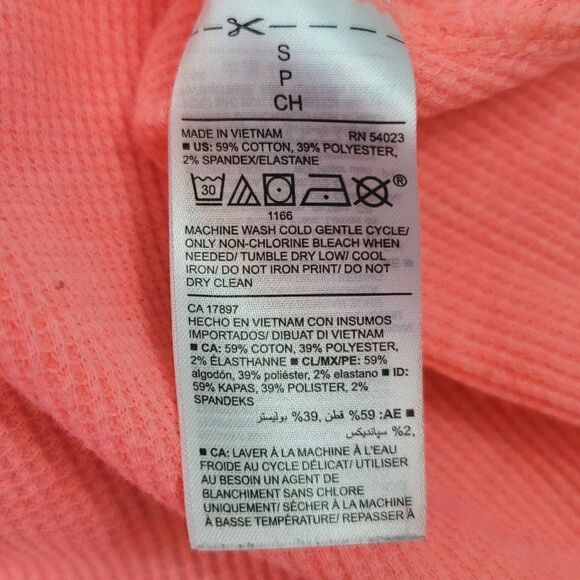 S
P
CH
MADE IN VIETNAM RN 54023
■ US: 59% COTTON, 39% POLYESTER,
2% SPANDEX/ELASTANE
30 ®
1166
MACHINE WASH COLD GENTLE CYCLE/
ONLY NON-CHLORINE BLEACH WHEN
NEEDED/ TUMBLE DRY LOW/ COOL
IRON/ DO NOT IRON PRINT/ DO NOT
DRY CLEAN
CA 17897
HECHO EN VIETNAM CON INSUMOS
IMPORTADOS/ DIBUAT DI VIETNAM
■ CA: 59% COTON, 39% POLYESTER,
2% ÉLASTHANNE ■ CL/MX/PE: 59%
algodón, 39% poliéster, 2% elastano ■ ID:
59% KAPAS, 39% POLISTER, 2%
SPANDEKS
■ AE: 59% قطن ,39% بوليستر
,2% سپانديكس
■ CA: LAVER À LA MACHINE À L'EAU
FROIDE AU CYCLE DÉLICAT/ UTILISER
AU BESOIN UN AGENT DE
BLANCHIMENT SANS CHLORE
UNIQUEMENT/ SÉCHER À LA MACHINE
À BASSE TEMPÉRATURE/ REPASSER À